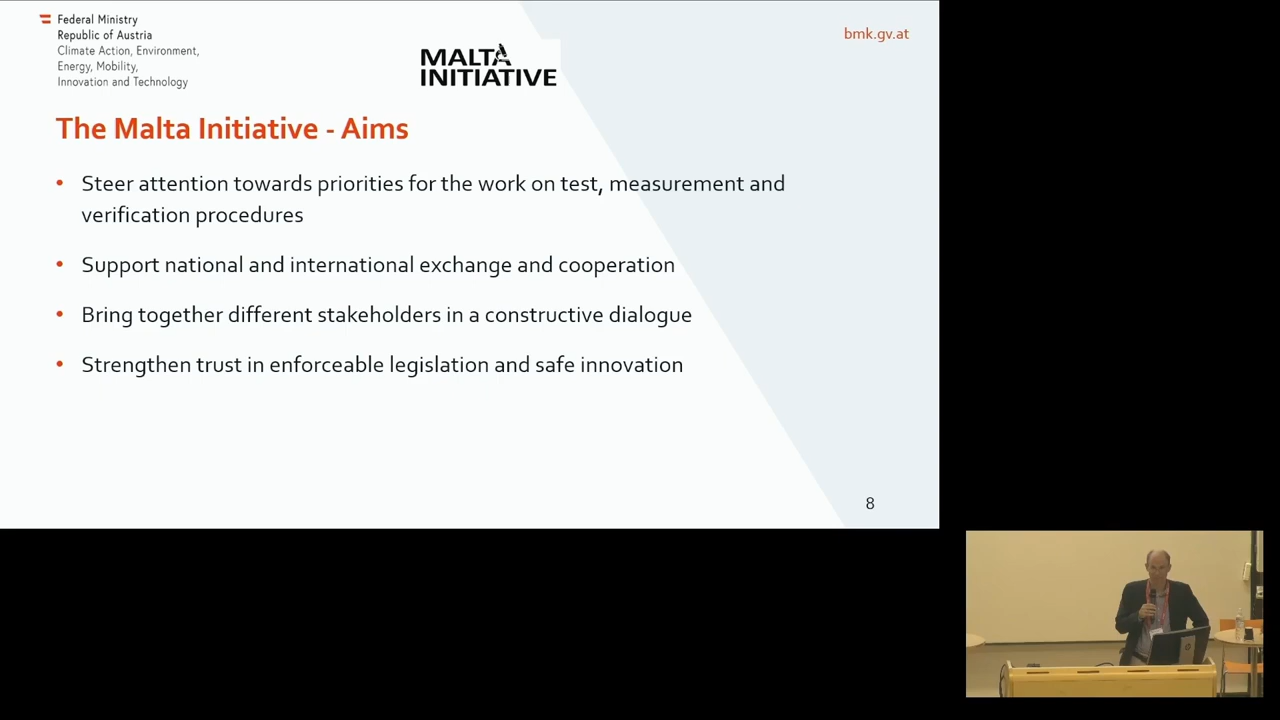 Federal Ministry
Republic of Austria
Climate Action, Environment,
Energy, Mobility,
Innovation and Technology
MALTA
INITIATIVE
bmk.gv.at
The Malta Initiative - Aims
• Steer attention towards priorities for the work on test, measurement and
verification procedures
• Support national and international exchange and cooperation
• Bring together different stakeholders in a constructive dialogue
• Strengthen trust in enforceable legislation and safe innovation
8